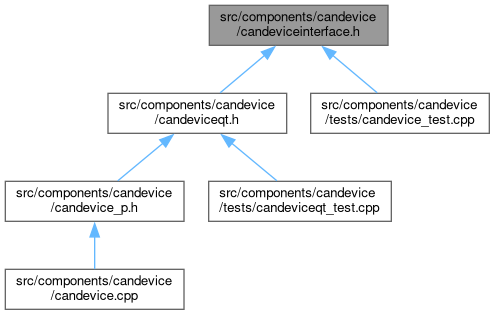 src/components/candevice
/candeviceinterface.h
src/components/candevice
/candeviceqt.h
src/components/candevice
/tests/candevice_test.cpp
src/components/candevice
/candevice_p.h
src/components/candevice
/tests/candeviceqt_test.cpp
src/components/candevice
/candevice.cpp